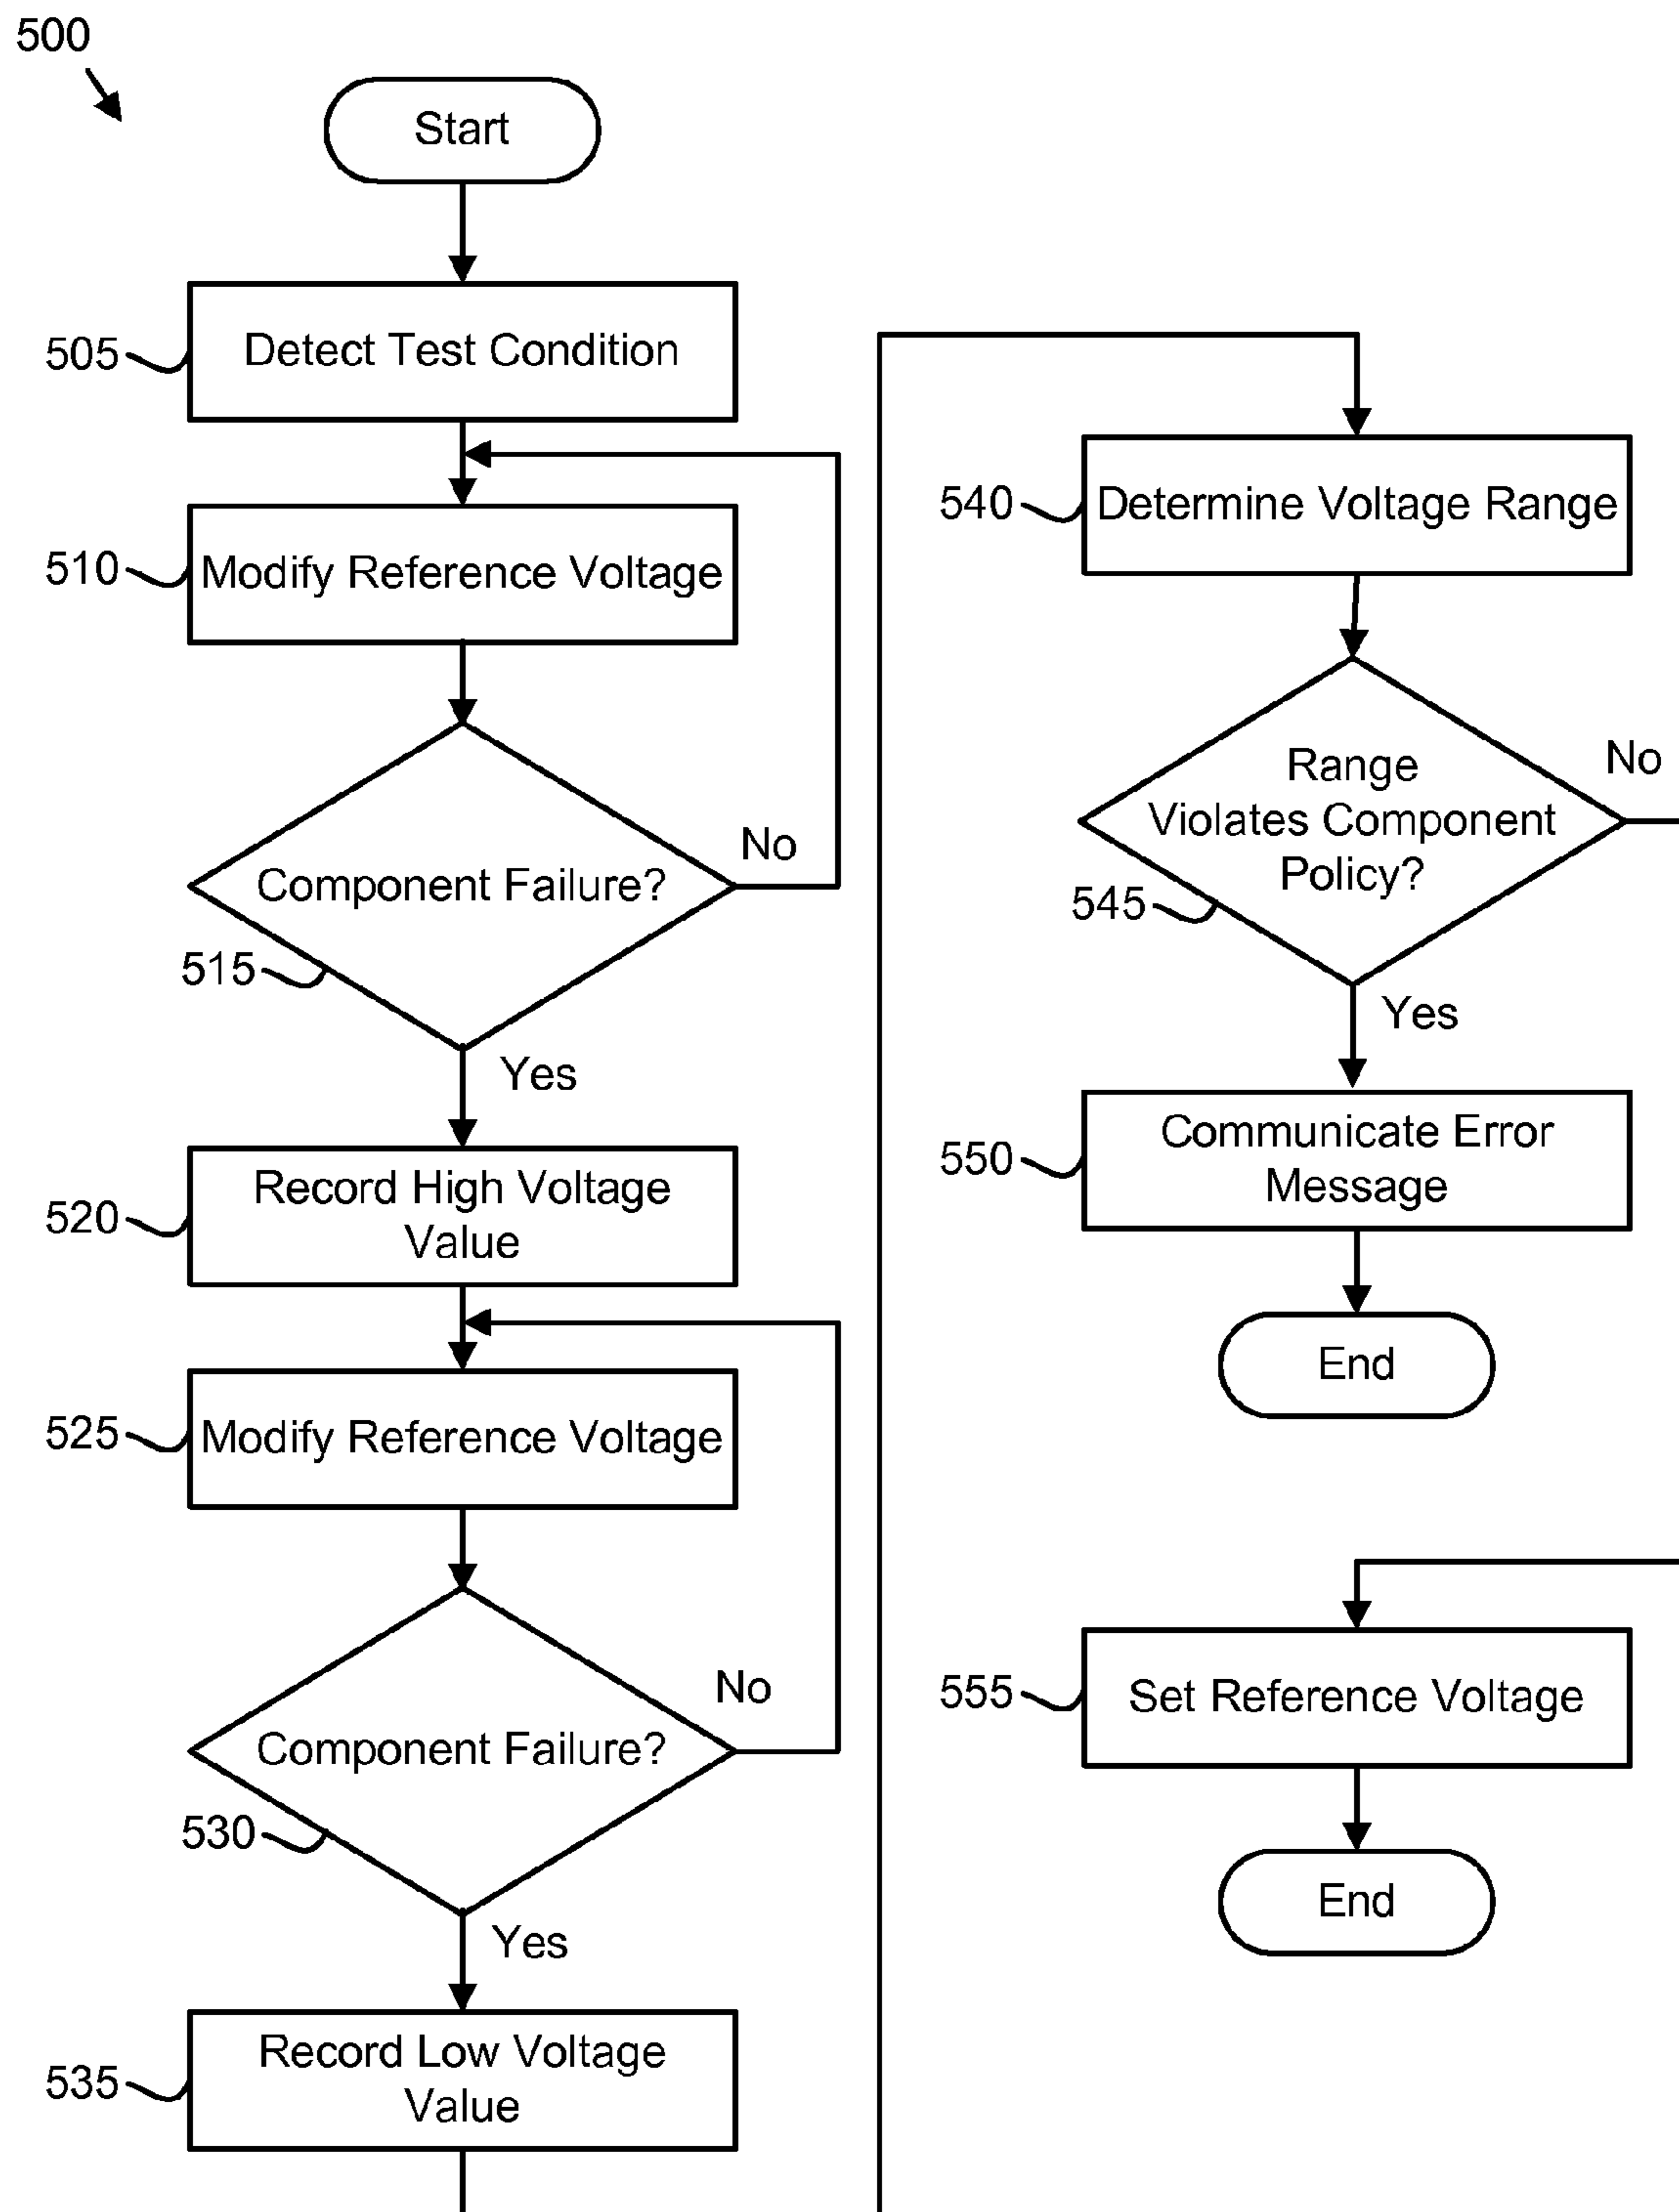 500
Start
505
Detect Test Condition
510
Modify Reference Voltage
Component Failure?
No
515
Yes
520
Record High Voltage
Value
525
Modify Reference Voltage
Component Failure?
No
530
Yes
535
Record Low Voltage
Value
540
Determine Voltage Range
Range
Violates Component
Policy?
No
545
Yes
550
Communicate Error
Message
End
555
Set Reference Voltage
End